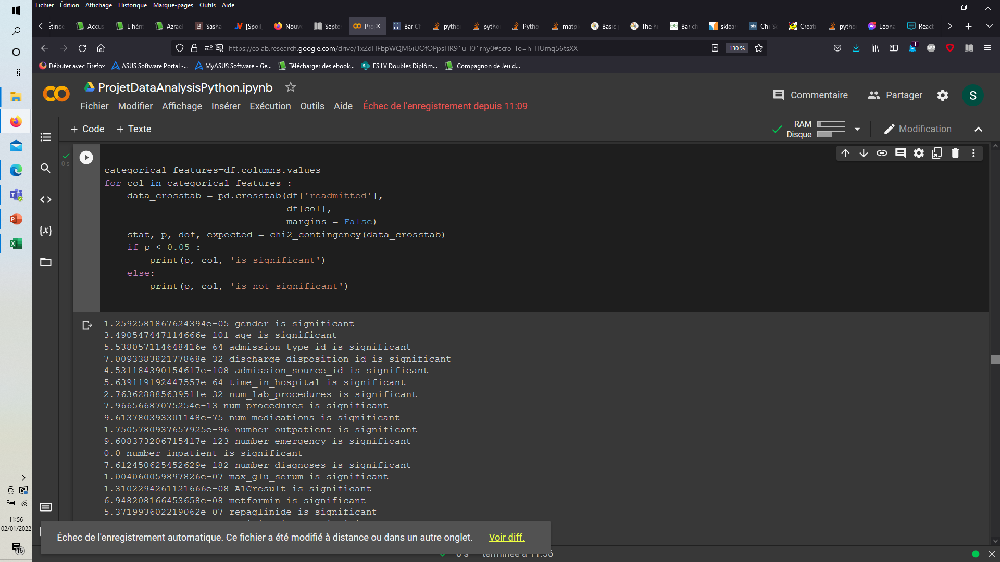 Fichier Édition Affichage Historique Marque-pages Outils Aide
Étince Accus L'héri Azrael Sasha [Spoil Nouv Septe Pro Bar Ch pytho pytho Pytho matpl Basic The hi Bar ch sklear Chi-Sc Créati pytho Léona React-
https://colab.research.google.com/drive/1xZdHFbpWQM6iUOfOPpsHR91u_I01rny0#scrollTo=h_HUmq56tsXX 130 % 1 ABP
Débuter avec Firefox ASUS Software Portal -... MyASUS Software - Ge... Télécharger des ebook... ESILV Doubles Diplôm... Compagnon de Jeu d...
ProjetDataAnalysisPython.ipynb
Commentaire Partager S
Fichier Modifier Affichage Insérer Exécution Outils Aide Échec de l'enregistrement depuis 11:09
+ Code + Texte
RAM
Disque
Modification
0 s
categorical_features=df.columns.values
for col in categorical_features :
    data_crosstab = pd.crosstab(df['readmitted'],
                                df[col],
                                margins = False)
    stat, p, dof, expected = chi2_contingency(data_crosstab)
    if p < 0.05 :
        print(p, col, 'is significant')
    else:
        print(p, col, 'is not significant')
1.2592581867624394e-05 gender is significant
3.490547447114666e-101 age is significant
5.538057114648416e-64 admission_type_id is significant
7.009338382177868e-32 discharge_disposition_id is significant
4.531184390154617e-108 admission_source_id is significant
5.639119192447557e-64 time_in_hospital is significant
2.763628885639511e-32 num_lab_procedures is significant
7.96656687075254e-13 num_procedures is significant
9.613780393301148e-75 num_medications is significant
1.7505780937657925e-96 number_outpatient is significant
9.608373206715417e-123 number_emergency is significant
0.0 number_inpatient is significant
7.612450625452629e-182 number_diagnoses is significant
1.004060059897826e-07 max_glu_serum is significant
1.3102294261121666e-08 A1Cresult is significant
6.948208166453658e-08 metformin is significant
5.371993602219062e-07 repaglinide is significant
Échec de l'enregistrement automatique. Ce fichier a été modifié à distance ou dans un autre onglet. Voir diff.
0 s terminée à 11:56
11:56
02/01/2022
16